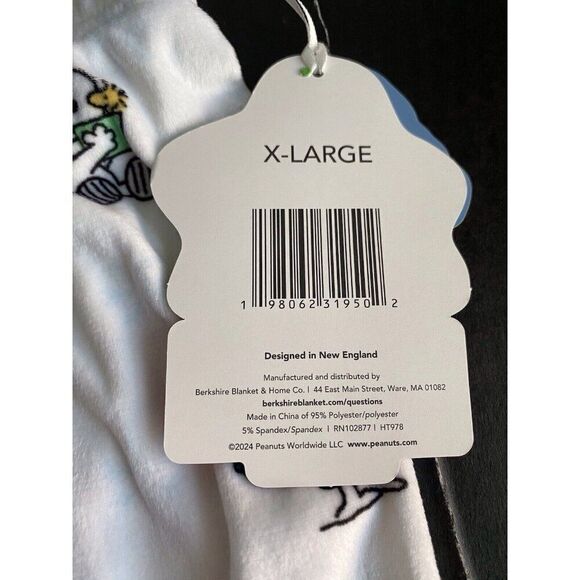 X-LARGE
1 98062 31950 2
Designed in New England
Manufactured and distributed by
Berkshire Blanket & Home Co. | 44 East Main Street, Ware, MA 01082
berkshireblanket.com/questions
Made in China of 95% Polyester/polyester
5% Spandex/Spandex | RN102877 | HT978
©2024 Peanuts Worldwide LLC www.peanuts.com